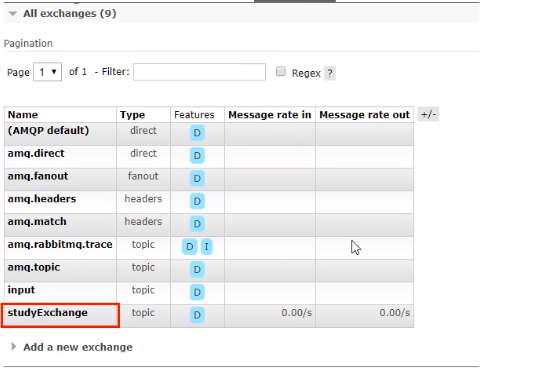 All exchanges (9)
Pagination
Page 1 of 1 - Filter: Regex ?
Name Type Features Message rate in Message rate out +/-
(AMQP default) direct D
amq.direct direct D
amq.fanout fanout D
amq.headers headers D
amq.match headers D
amq.rabbitmq.trace topic D I
amq.topic topic D
input topic D
studyExchange topic D 0.00/s 0.00/s
Add a new exchange